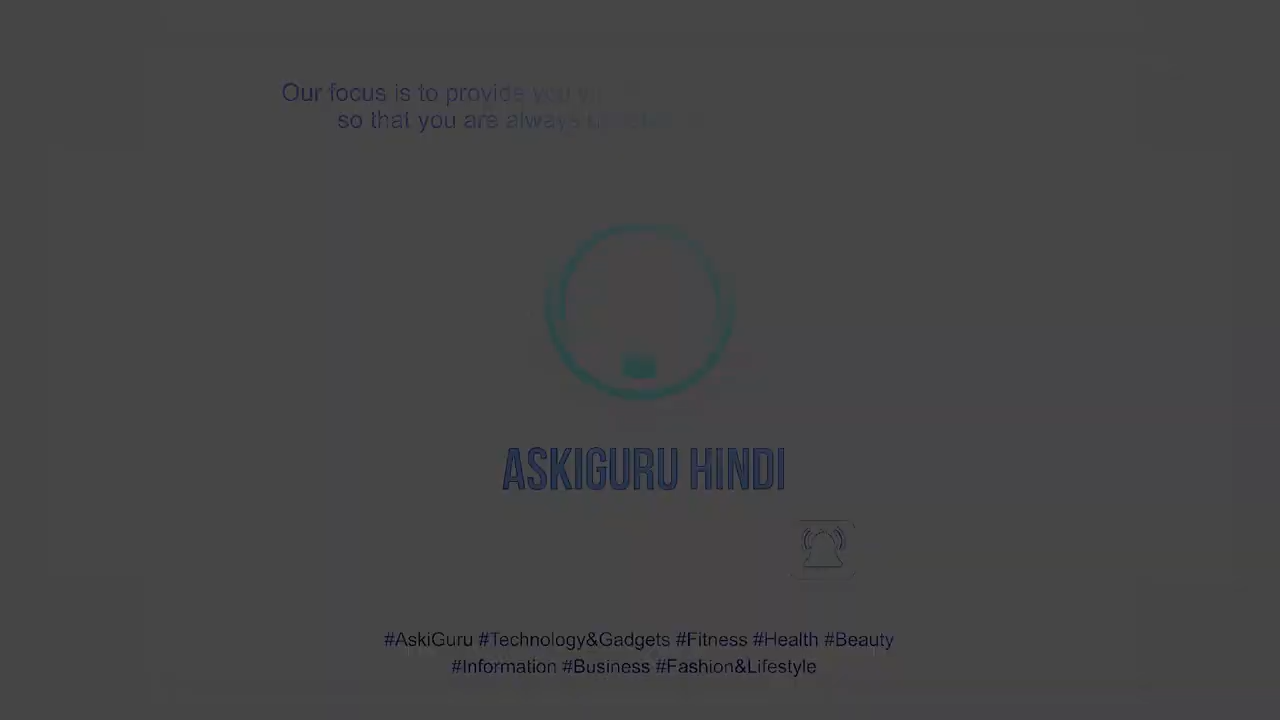 Our focus is to provide you
so that you are always
ASKIGURU HINDI
#AskiGuru #Technology&Gadgets #Fitness #Health #Beauty
#Information #Business #Fashion&Lifestyle